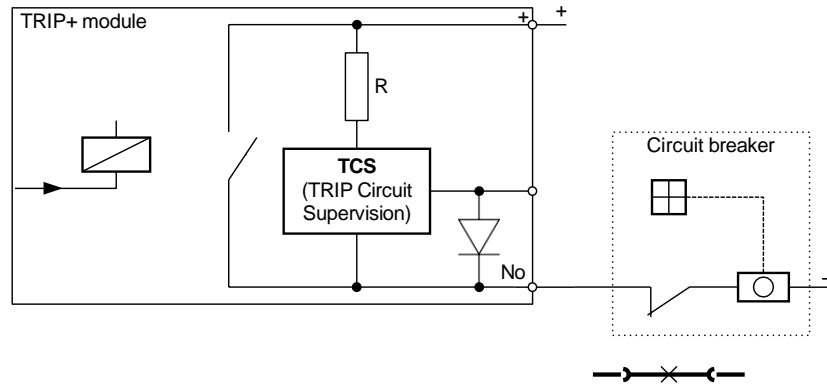 TRIP+ module
+
+
R
TCS
(TRIP Circuit
Supervision)
No
Circuit breaker
-